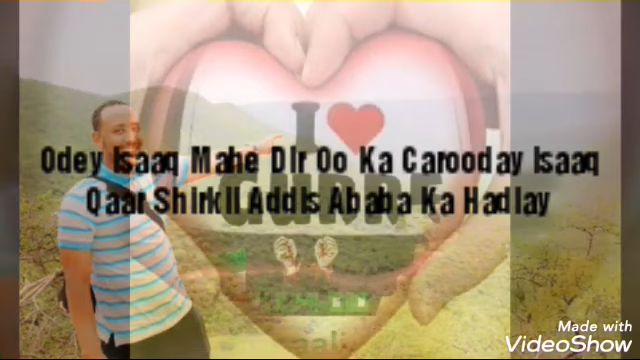 I
Odey Isaaq Mahe DIr Oo Ka Carooday Isaaq
Qaar ShirkII AddIs Ababa Ka Hadlay
Made with
VideoShow